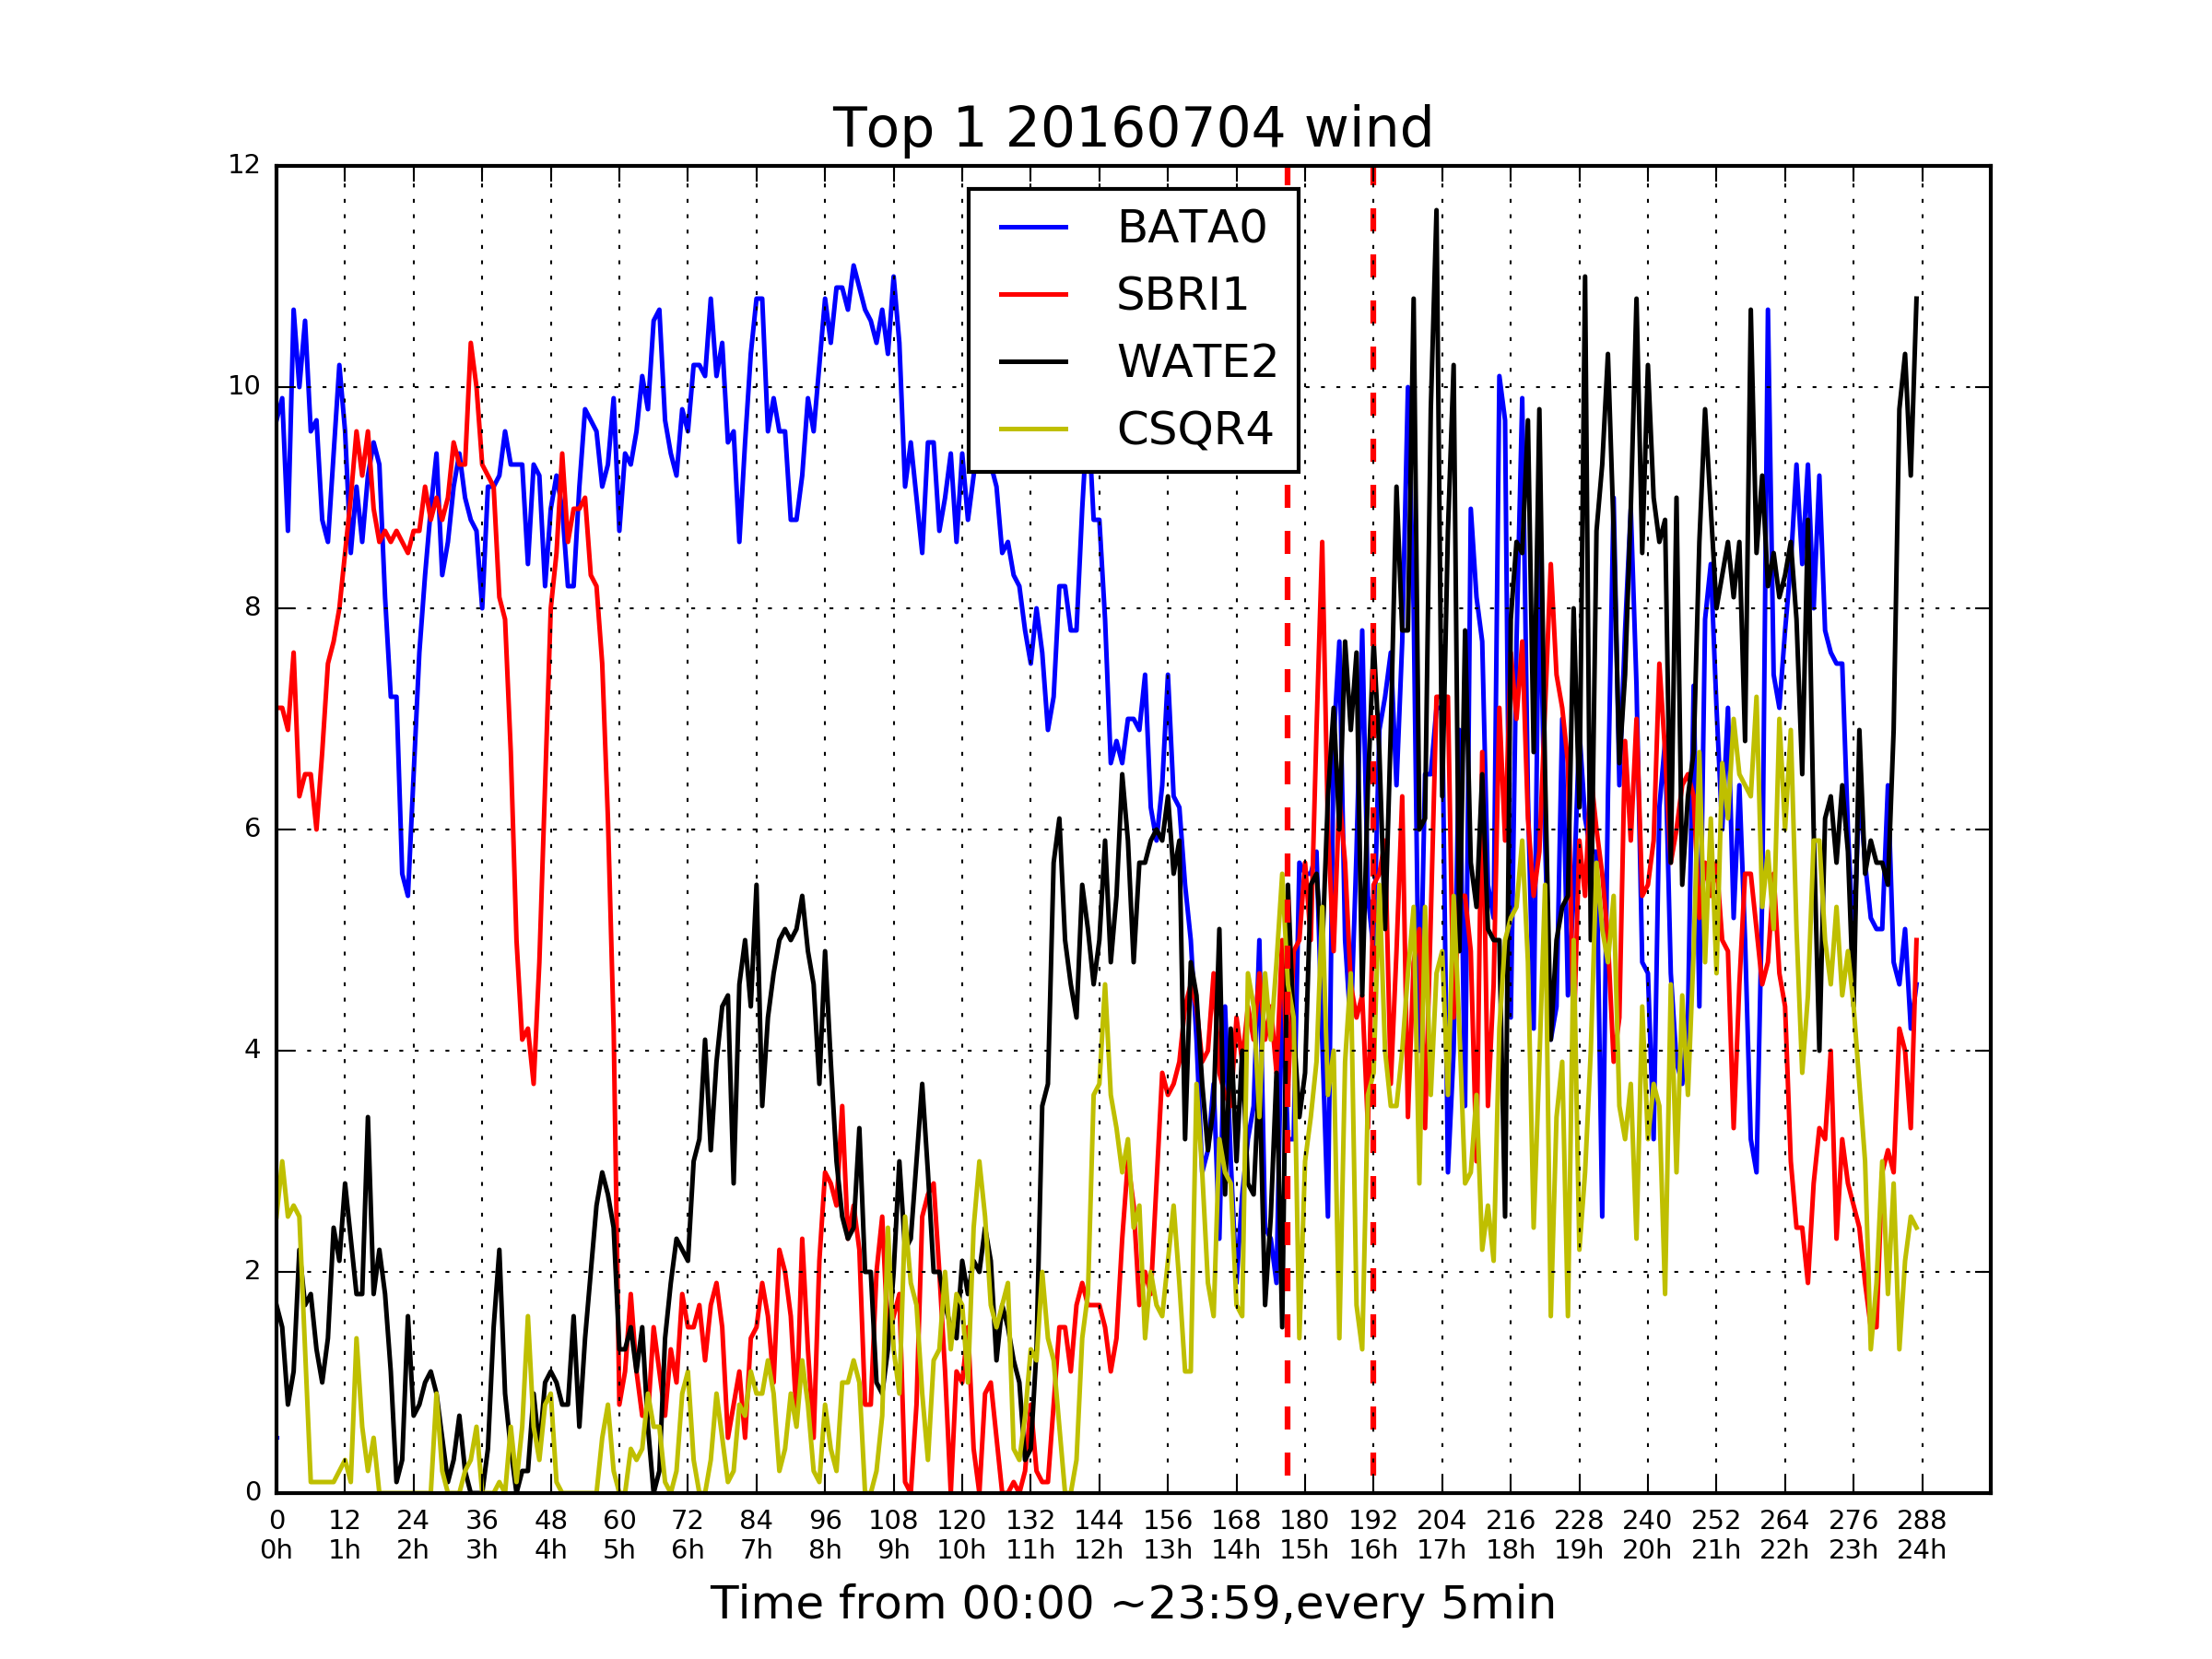 Top 1 20160704 wind
12
10
8
6
4
2
0
BATA0
SBRI1
WATE2
CSQR4
0 12 24 36 48 60 72 84 96 108 120 132 144 156 168 180 192 204 216 228 240 252 264 276 288
0h 1h 2h 3h 4h 5h 6h 7h 8h 9h 10h 11h 12h 13h 14h 15h 16h 17h 18h 19h 20h 21h 22h 23h 24h
Time from 00:00 ~23:59,every 5min